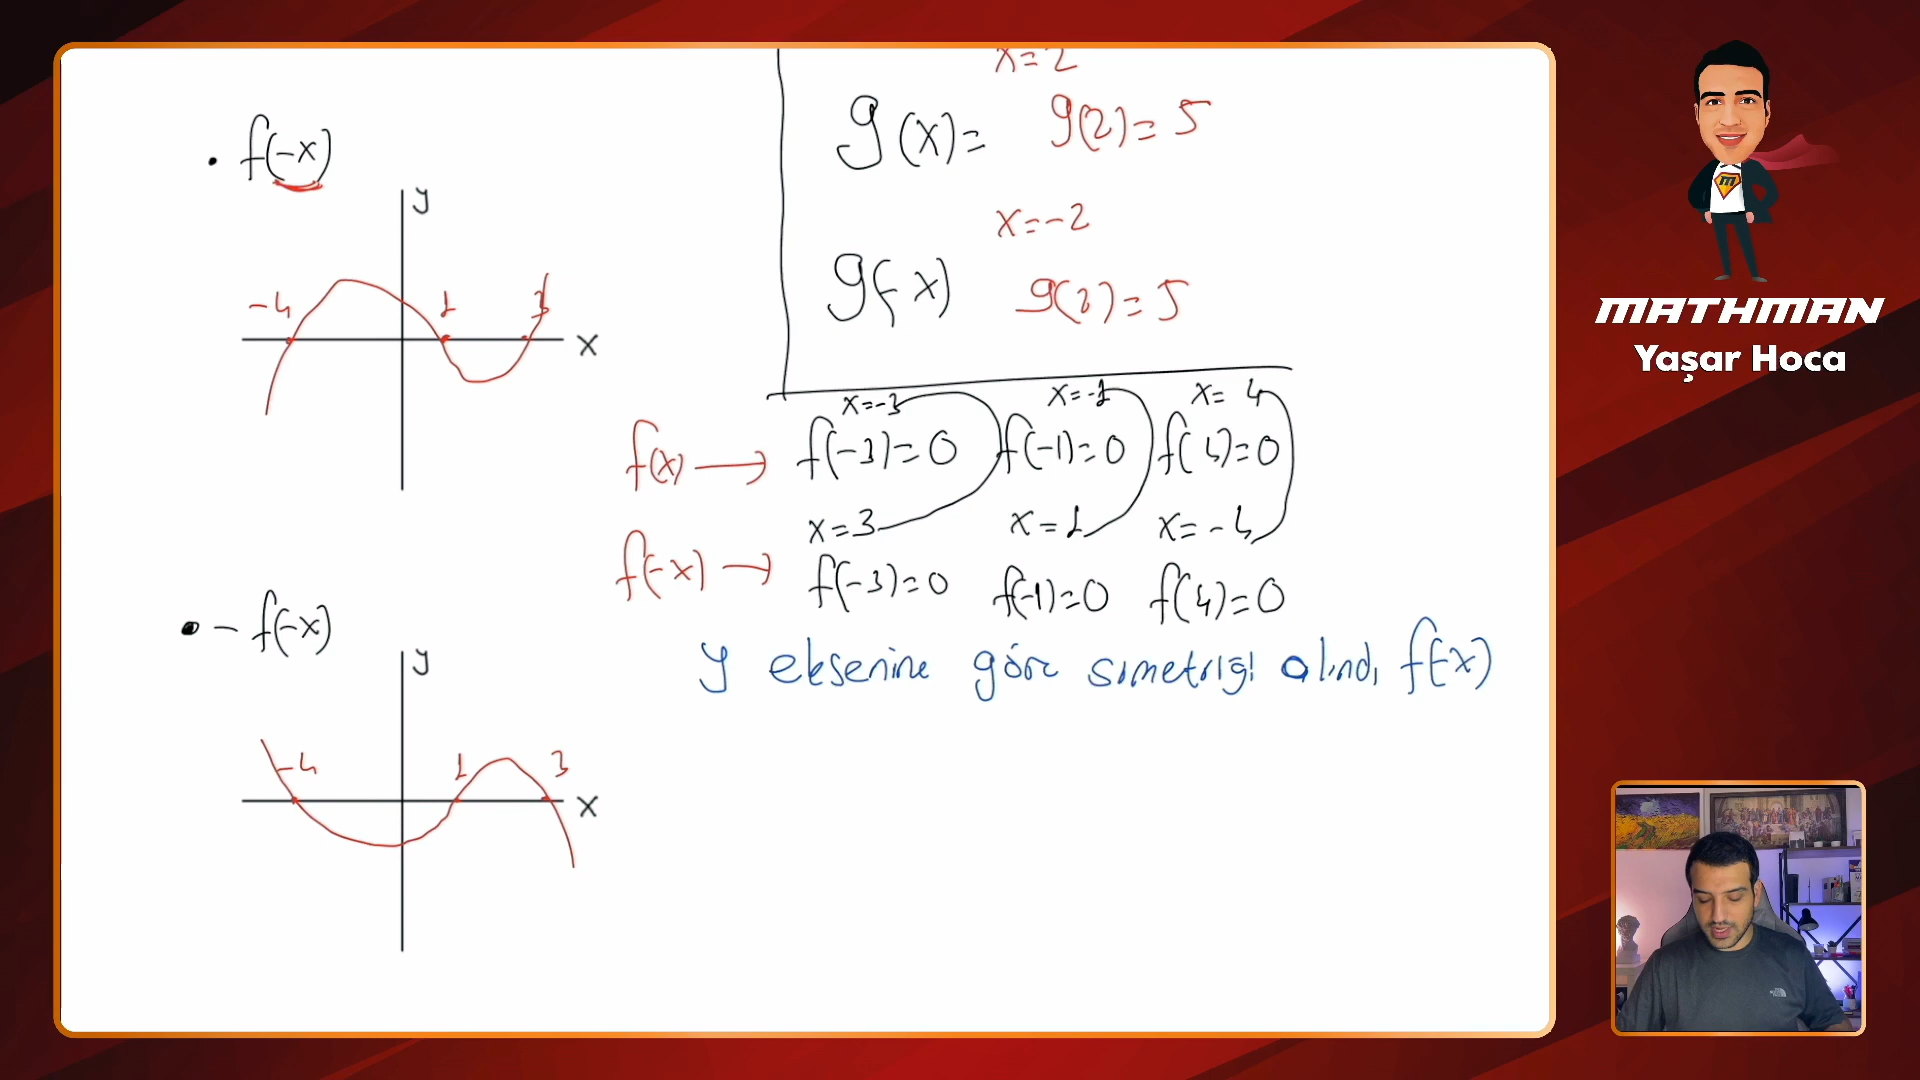 x=2
g(x)= g(2)=5
x=-2
g(-x) g(2)=5
• f(-x)
y
-4 1 3
x
x=-3 x=-1 x= 4
f(x) → f(-3)=0 f(-1)=0 f(4)=0
x=3 x=1 x=-4
f(-x) → f(-3)=0 f(-1)=0 f(4)=0
y eksenine göre simetriği alındı f(-x)
• - f(-x)
y
-4 1 3
x
M
MATHMAN
Yaşar Hoca